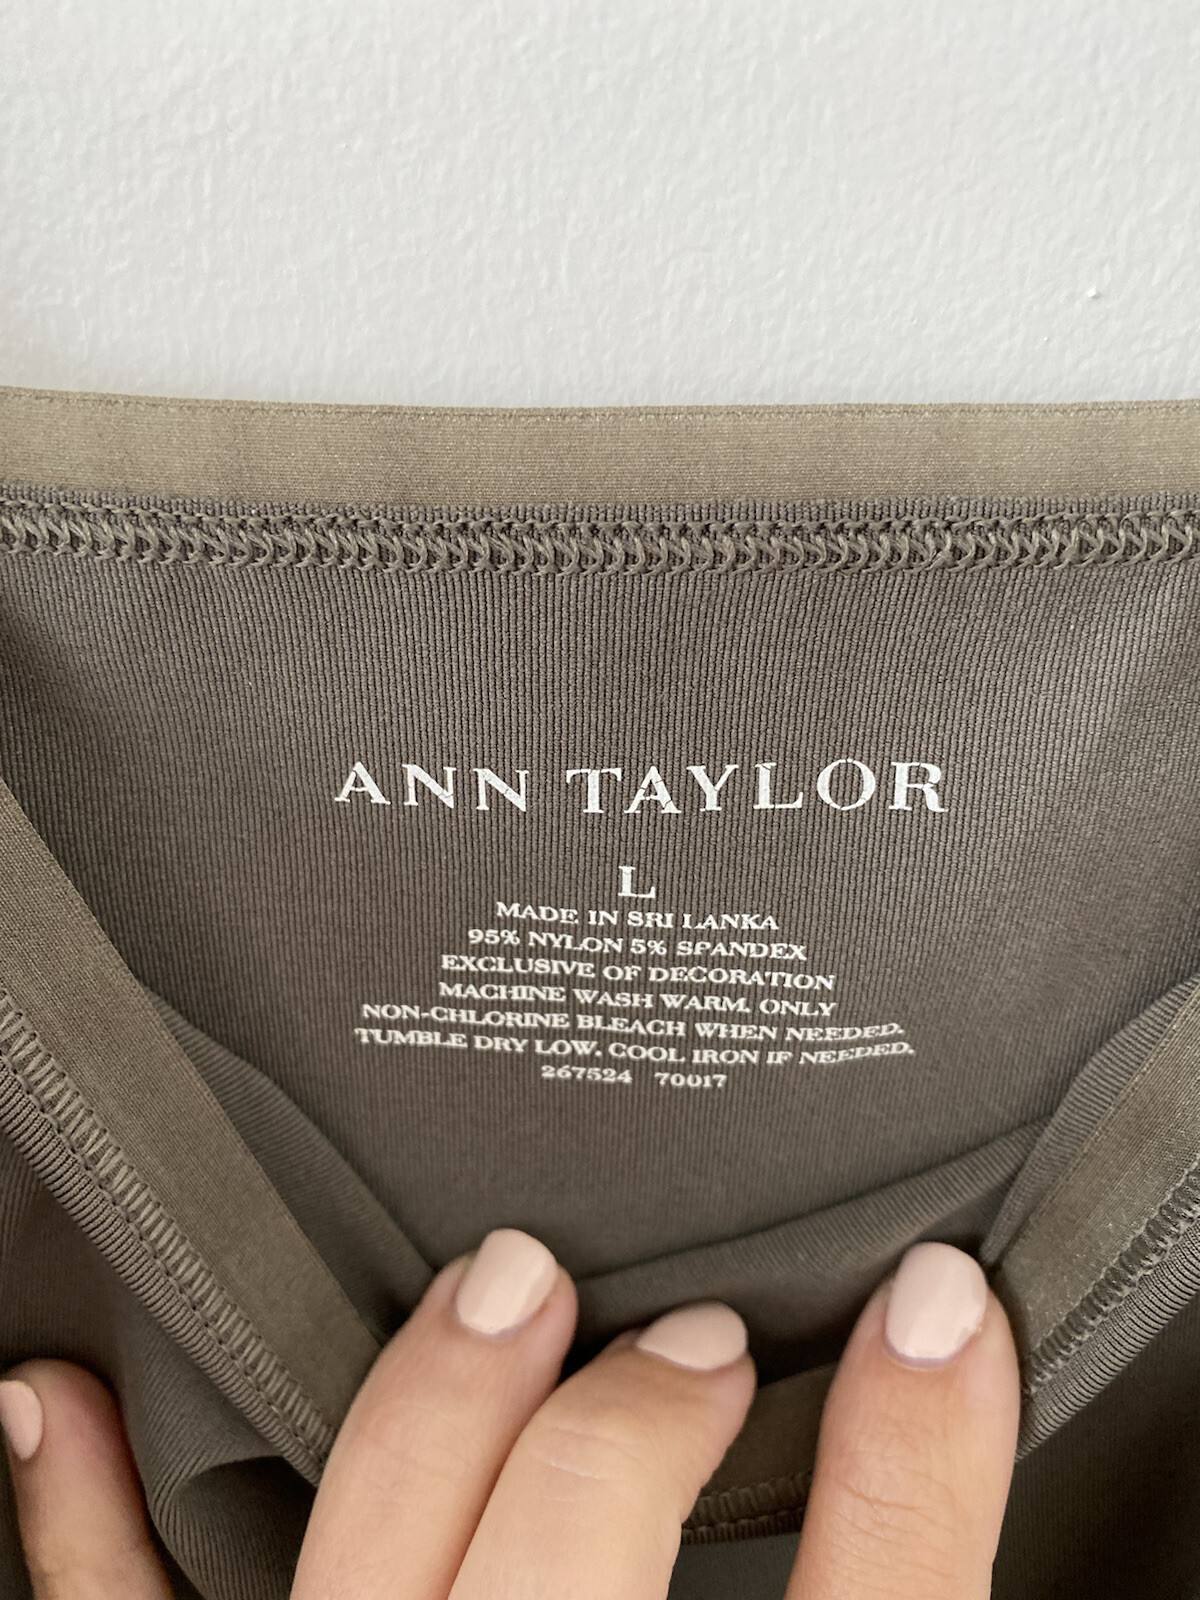 ANN TAYLOR
L
MADE IN SRI LANKA
95% NYLON 5% SPANDEX
EXCLUSIVE OF DECORATION
MACHINE WASH WARM. ONLY
NON-CHLORINE BLEACH WHEN NEEDED.
TUMBLE DRY LOW. COOL IRON IF NEEDED.
267524 70017